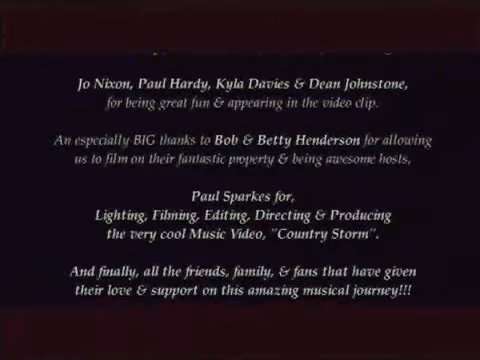 Jo Nixon, Paul Hardy, Kyla Davies & Dean Johnstone,
for being great fun & appearing in the video clip.
An especially BIG thanks to Bob & Betty Henderson for allowing
us to film on their fantastic property & being awesome hosts,
Paul Sparkes for,
Lighting, Filming, Editing, Directing & Producing
the very cool Music Video, "Country Storm".
And finally, all the friends, family, & fans that have given
their love & support on this amazing musical journey!!!